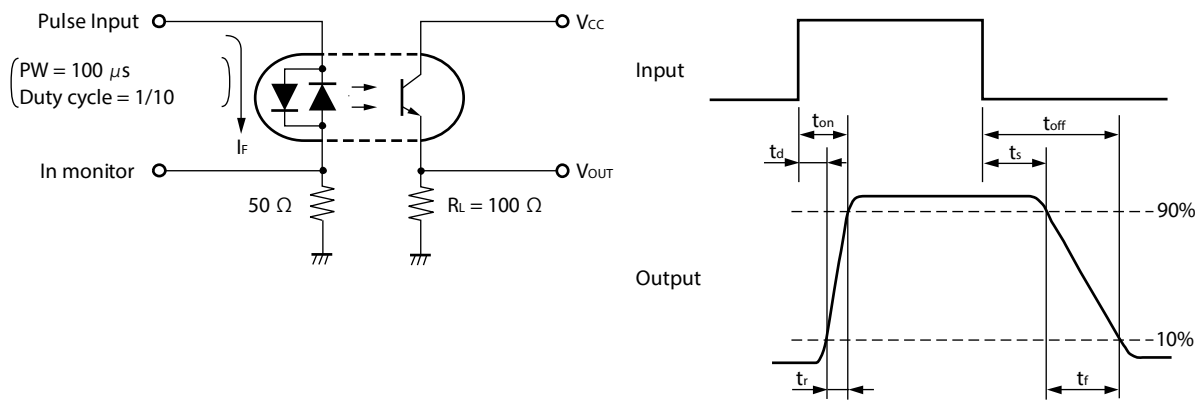 Pulse Input
PW = 100 μs
Duty cycle = 1/10
IF
In monitor
50 Ω
VCC
VOUT
RL = 100 Ω
Input
ton
toff
td
ts
90%
Output
10%
tr
tf